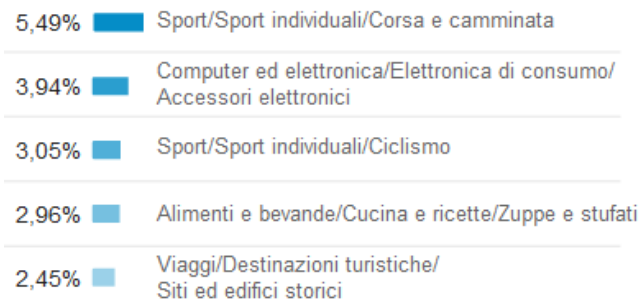 5,49% Sport/Sport individuali/Corsa e camminata
3,94% Computer ed elettronica/Elettronica di consumo/
Accessori elettronici
3,05% Sport/Sport individuali/Ciclismo
2,96% Alimenti e bevande/Cucina e ricette/Zuppe e stufati
2,45% Viaggi/Destinazioni turistiche/
Siti ed edifici storici